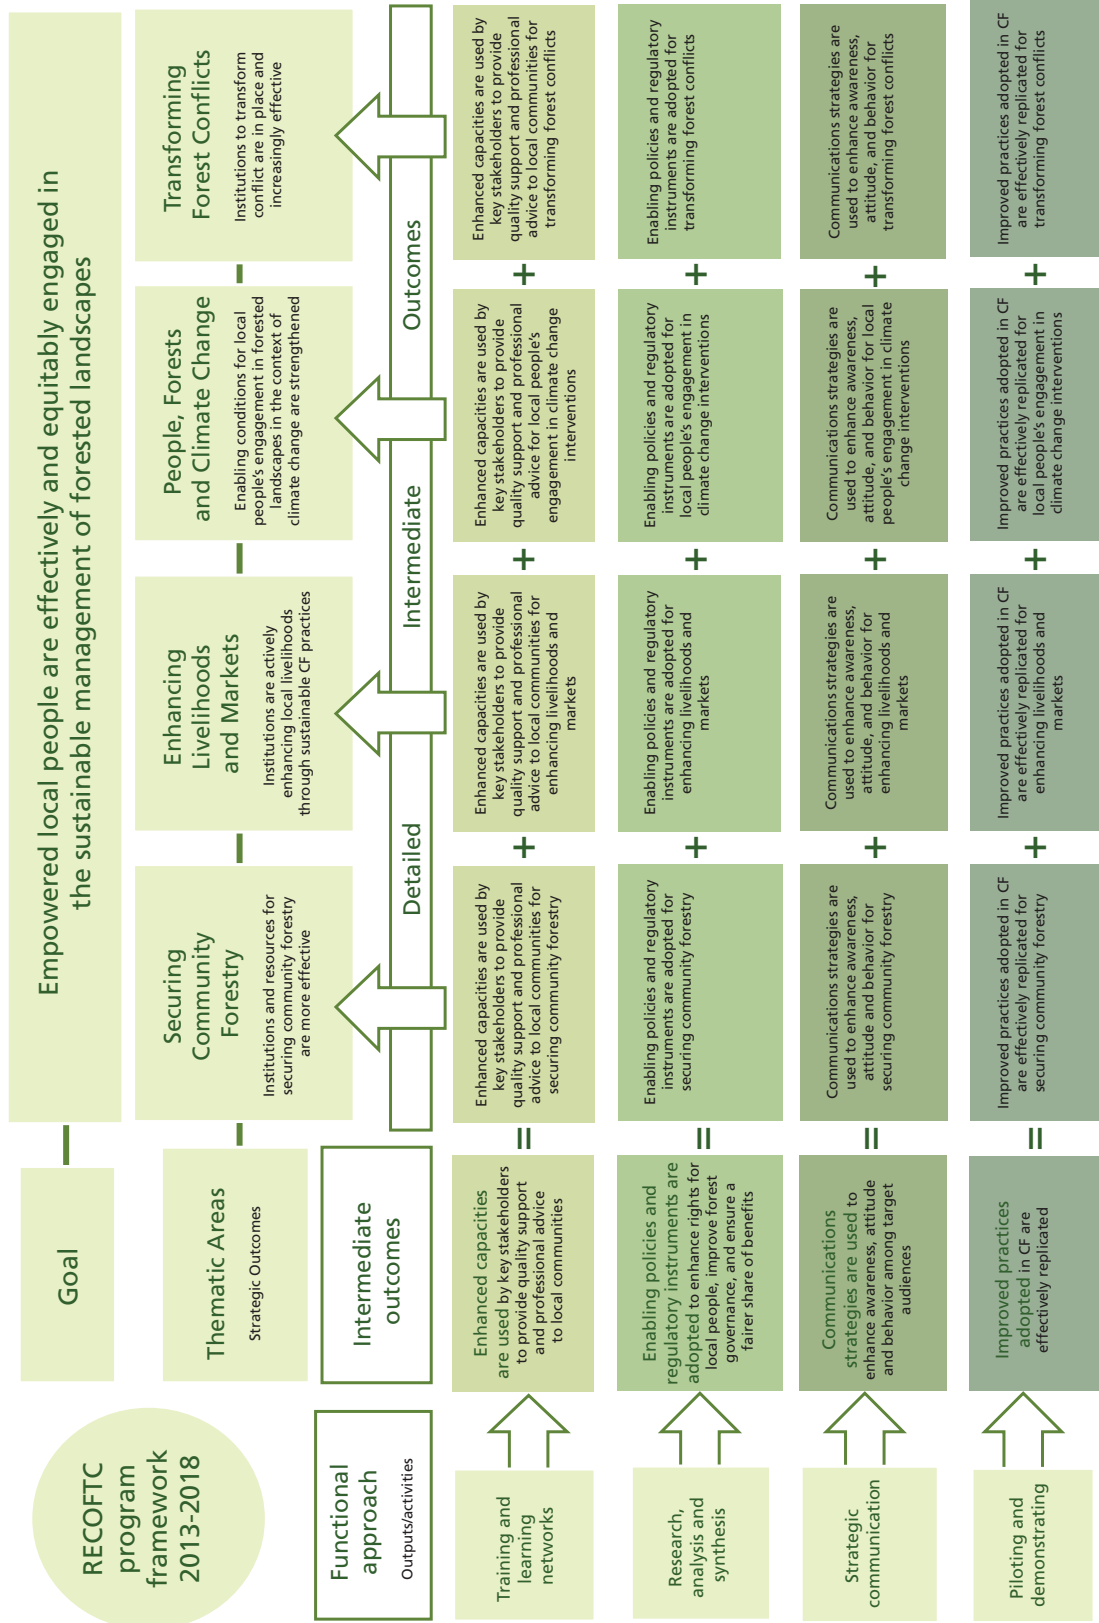 RECOFTC
program
framework
2013-2018
Goal
Empowered local people are effectively and equitably engaged in
the sustainable management of forested landscapes
Thematic Areas
Strategic Outcomes
Securing
Community
Forestry
Institutions and resources for
securing community forestry
are more effective
Enhancing
Livelihoods
and Markets
Institutions are actively
enhancing local livelihoods
through sustainable CF practices
People, Forests
and Climate Change
Enabling conditions for local
people's engagement in forested
landscapes in the context of
climate change are strengthened
Transforming
Forest Conflicts
Institutions to transform
conflict are in place and
increasingly effective
Functional
approach
Outputs/activities
Intermediate
outcomes
Detailed
Intermediate
Outcomes
Training and
learning
networks
Enhanced capacities
are used by key stakeholders
to provide quality support
and professional advice
to local communities
=
Enhanced capacities are used by
key stakeholders to provide
quality support and professional
advice to local communities for
securing community forestry
+
Enhanced capacities are used by
key stakeholders to provide
quality support and professional
advice to local communities for
enhancing livelihoods and
markets
+
Enhanced capacities are used by
key stakeholders to provide
quality support and professional
advice for local people's
engagement in climate change
interventions
+
Enhanced capacities are used by
key stakeholders to provide
quality support and professional
advice to local communities for
transforming forest conflicts
Research,
analysis and
synthesis
Enabling policies and
regulatory instruments are
adopted to enhance rights for
local people, improve forest
governance, and ensure a
fairer share of benefits
=
Enabling policies and regulatory
instruments are adopted for
securing community forestry
+
Enabling policies and regulatory
instruments are adopted for
enhancing livelihoods and
markets
+
Enabling policies and regulatory
instruments are adopted for
local people's engagement in
climate change interventions
+
Enabling policies and regulatory
instruments are adopted for
transforming forest conflicts
Strategic
communication
Communications
strategies are used to
enhance awareness, attitude
and behavior among target
audiences
=
Communications strategies are
used to enhance awareness,
attitude and behavior for
securing community forestry
+
Communications strategies are
used to enhance awareness,
attitude, and behavior for
enhancing livelihoods and
markets
+
Communications strategies are
used to enhance awareness,
attitude, and behavior for local
people's engagement in climate
change interventions
+
Communications strategies are
used to enhance awareness,
attitude, and behavior for
transforming forest conflicts
Piloting and
demonstrating
Improved practices
adopted in CF are
effectively replicated
=
Improved practices adopted in CF
are effectively replicated for
securing community forestry
+
Improved practices adopted in CF
are effectively replicated for
enhancing livelihoods and
markets
+
Improved practices adopted in CF
are effectively replicated for
local people's engagement in
climate change interventions
+
Improved practices adopted in CF
are effectively replicated for
transforming forest conflicts